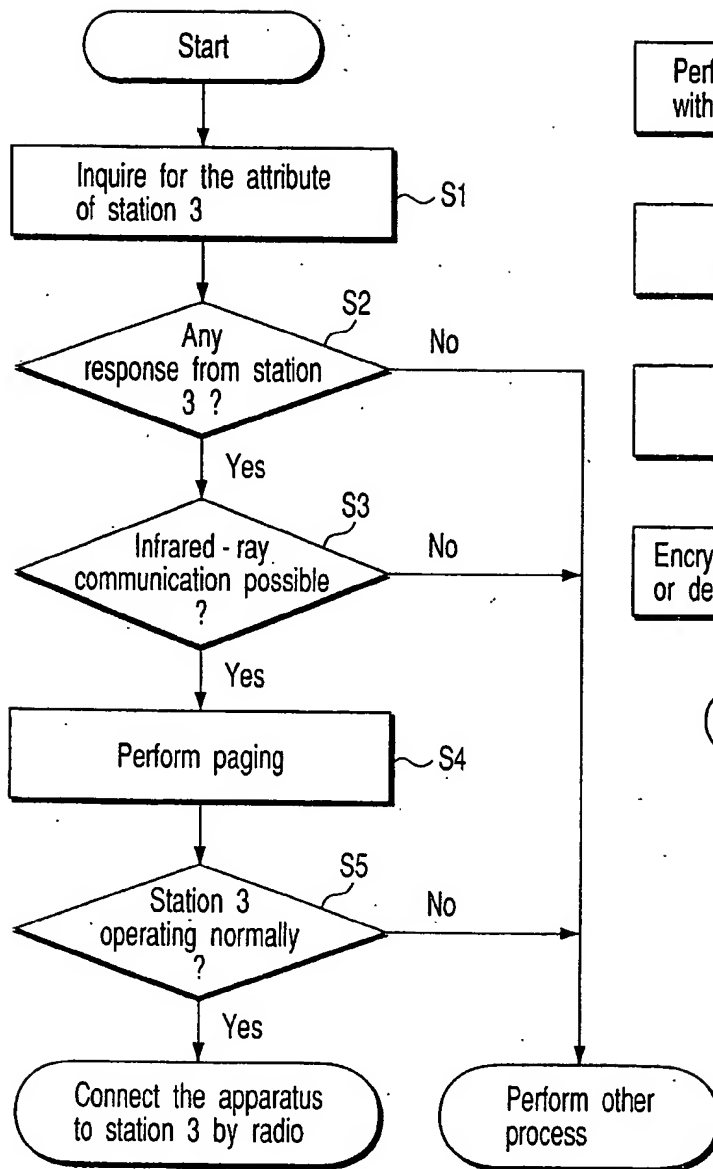 Start
Inquire for the attribute
of station 3
S1
S2
Any
response from station
3 ?
No
Yes
S3
Infrared - ray
communication possible
?
No
Yes
Perform paging
S4
S5
Station 3
operating normally
?
No
Yes
Connect the apparatus
to station 3 by radio
Perform other
process
with
or